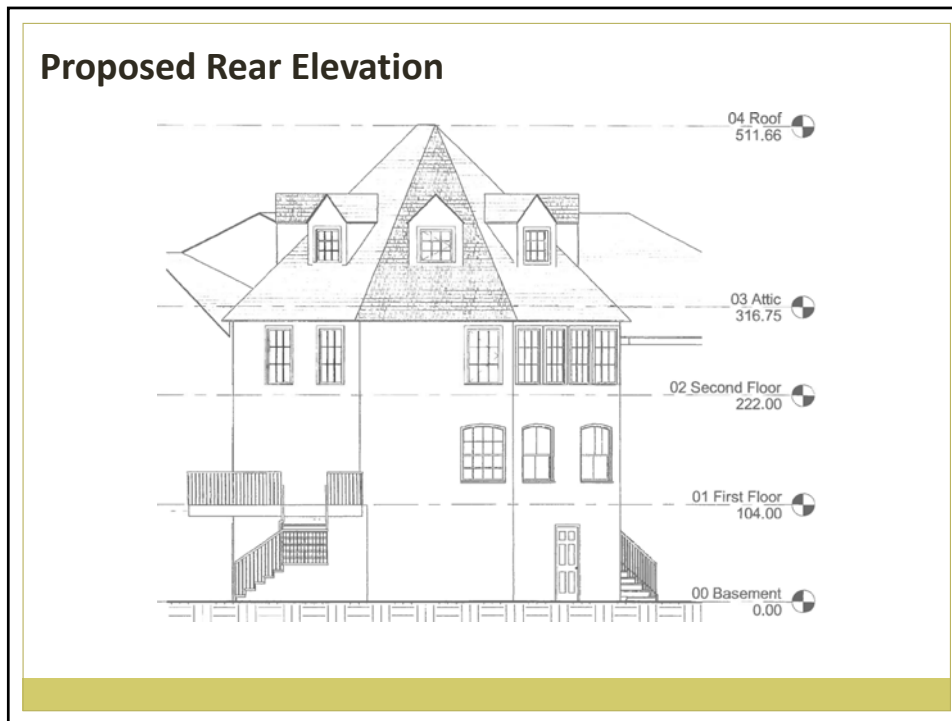 Proposed Rear Elevation
04 Roof
511.66
03 Attic
316.75
02 Second Floor
222.00
01 First Floor
104.00
00 Basement
0.00